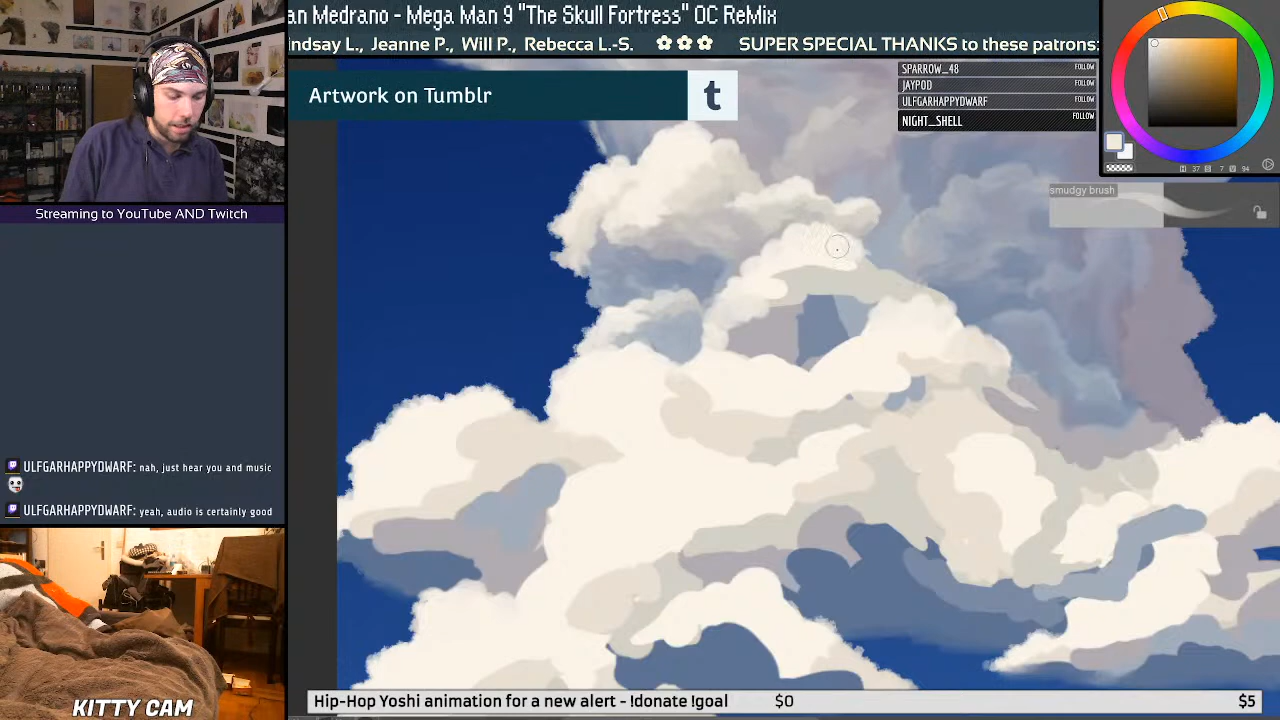 an Medrano - Mega Man 9 "The Skull Fortress" OC ReMix
indsay L., Jeanne P., Will P., Rebecca L.-S. ✿ ✿ ✿ SUPER SPECIAL THANKS to these patrons:
Artwork on Tumblr t
SPARROW_48 FOLLOW
JAYPOD FOLLOW
ULFGARHAPPYDWARF FOLLOW
NIGHT_SHELL FOLLOW
H 37 S 7 V 94
smudgy brush
Streaming to YouTube AND Twitch
ULFGARHAPPYDWARF: nah, just hear you and music
ULFGARHAPPYDWARF: yeah, audio is certainly good
KITTY CAM
Hip-Hop Yoshi animation for a new alert - !donate !goal $0 $5